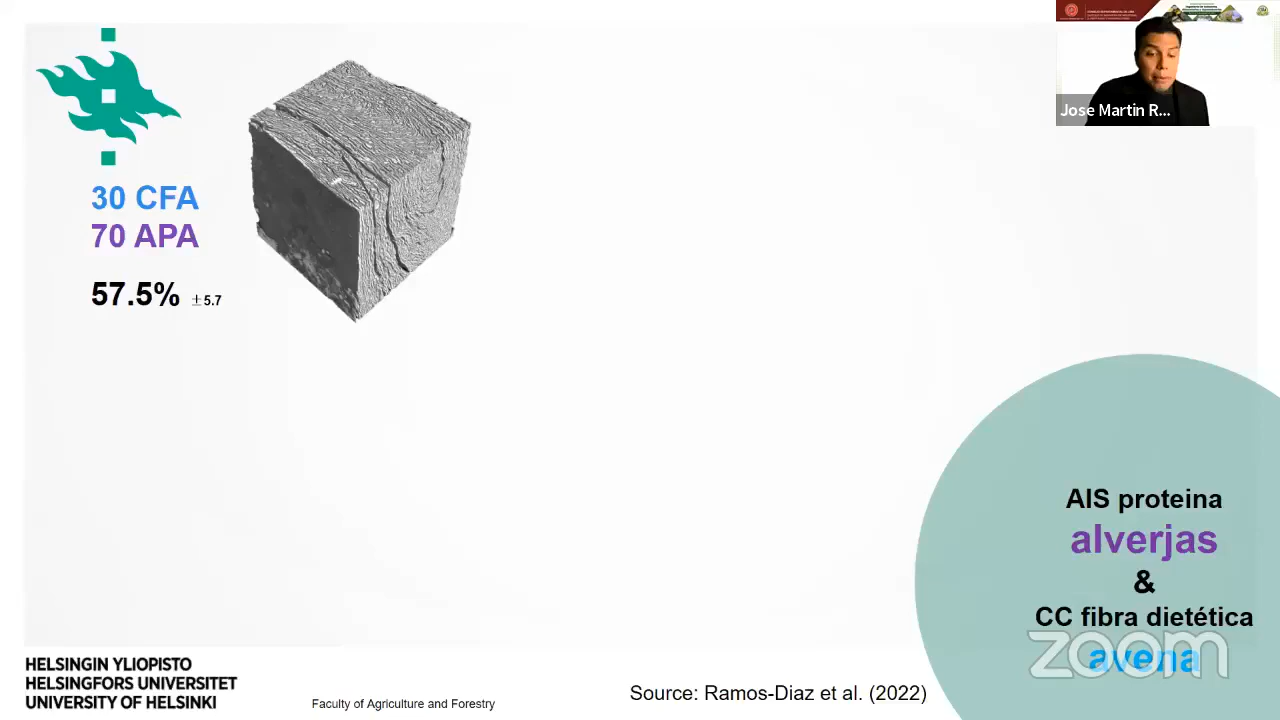 30 CFA
70 APA
57.5% ±5.7
Jose Martin R...
AIS proteina
alverjas
&
CC fibra dietética
avena
zoom
HELSINGIN YLIOPISTO
HELSINGFORS UNIVERSITET
UNIVERSITY OF HELSINKI
Faculty of Agriculture and Forestry
Source: Ramos-Diaz et al. (2022)